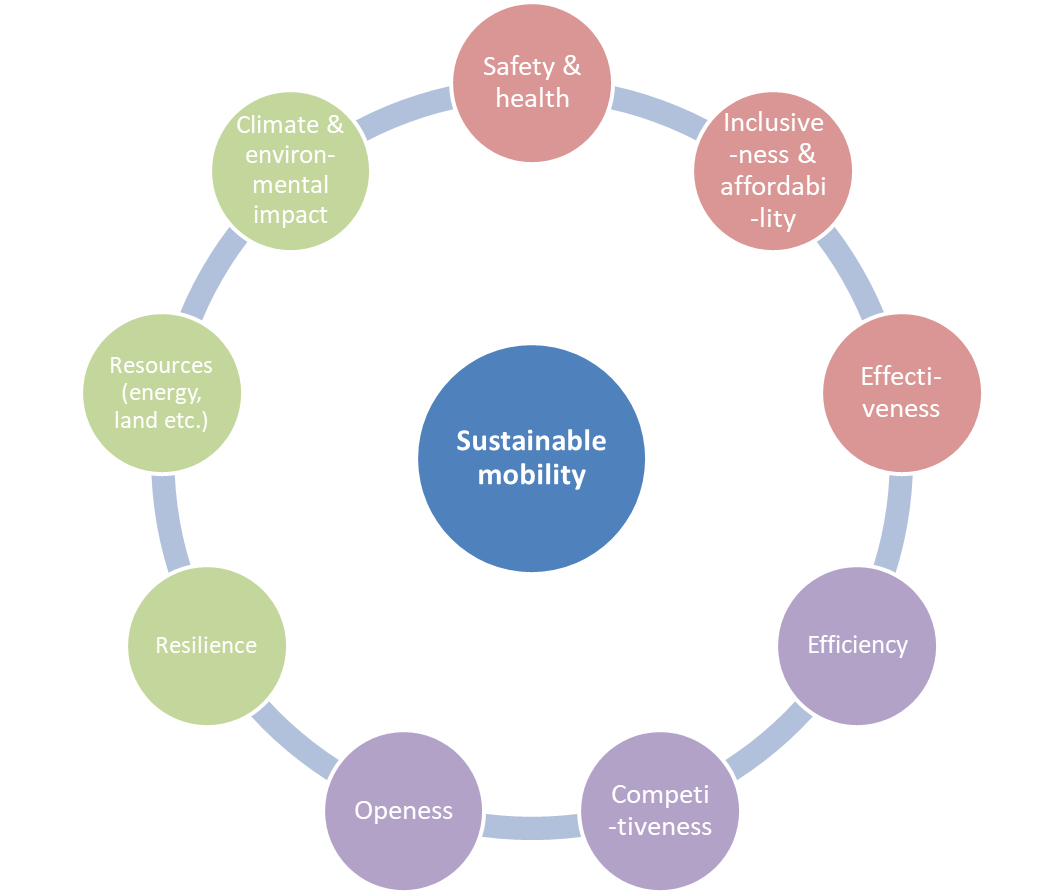 Safety &
health
Inclusive
-ness &
affordabi
-lity
Effecti-
veness
Efficiency
Competi
-tiveness
Openess
Resilience
Resources
(energy,
land etc.)
Climate &
environ-
mental
impact
Sustainable
mobility